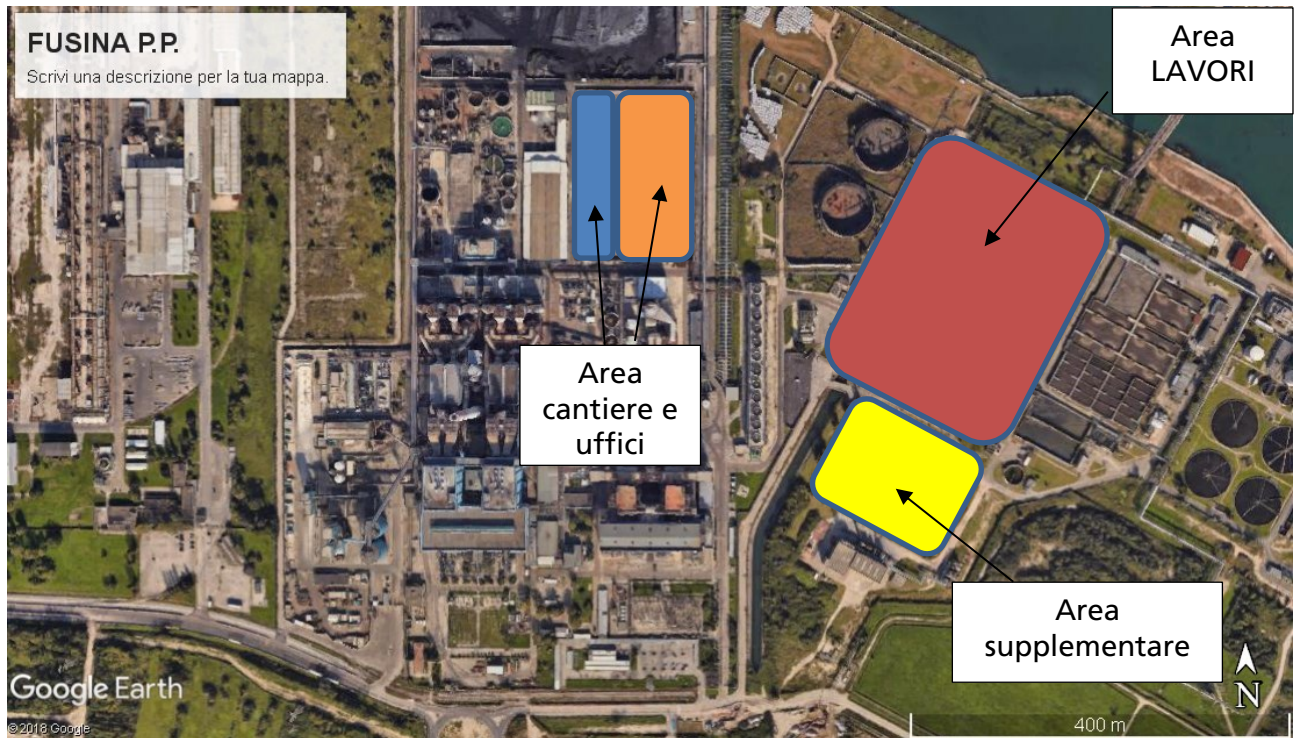 FUSINA P.P.
Scrivi una descrizione per la tua mappa.
Area
LAVORI
Area
cantiere e
uffici
Area
supplementare
N
Google Earth
© 2018 Google
400 m